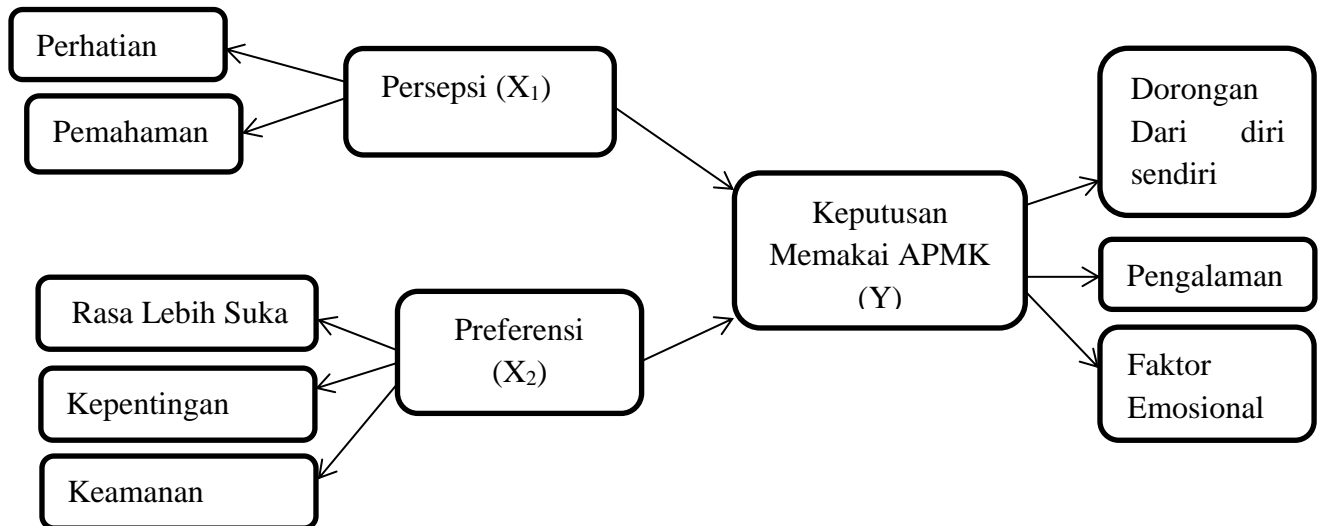 Perhatian
Pemahaman
Persepsi (X₁)
Rasa Lebih Suka
Kepentingan
Keamanan
Preferensi
(X₂)
Keputusan
Memakai APMK
(Y)
Dorongan
Dari diri
sendiri
Pengalaman
Faktor
Emosional